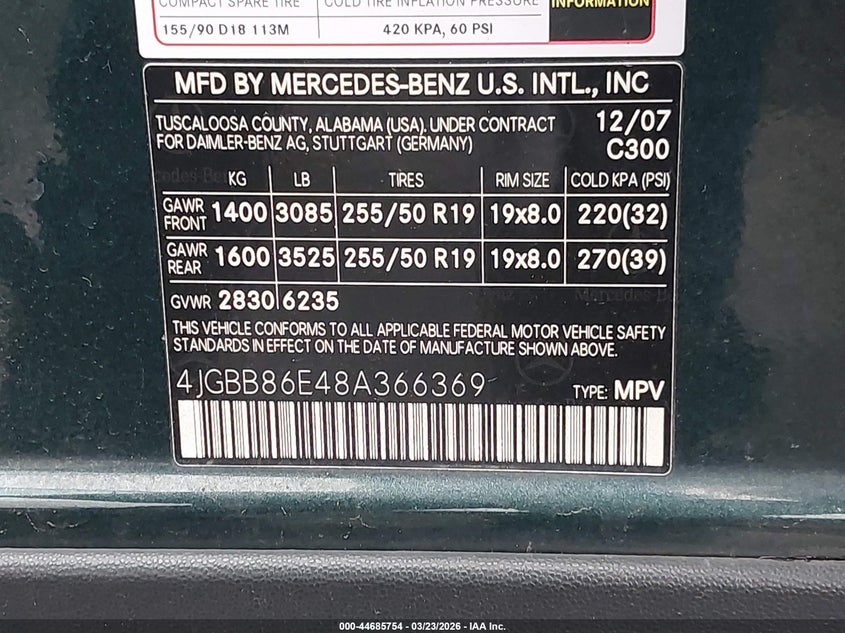 COMPACT SPARE TIRE COLD TIRE INFLATION PRESSURE INFORMATION
155/90 D18 113M 420 KPA, 60 PSI
MFD BY MERCEDES-BENZ U.S. INTL., INC
TUSCALOOSA COUNTY, ALABAMA (USA). UNDER CONTRACT 12/07
FOR DAIMLER-BENZ AG, STUTTGART (GERMANY) C300
KG LB TIRES RIM SIZE COLD KPA (PSI)
GAWR FRONT 1400 3085 255/50 R19 19x8.0 220(32)
GAWR REAR 1600 3525 255/50 R19 19x8.0 270(39)
GVWR 2830 6235
THIS VEHICLE CONFORMS TO ALL APPLICABLE FEDERAL MOTOR VEHICLE SAFETY
STANDARDS IN EFFECT ON THE DATE OF MANUFACTURE SHOWN ABOVE.
4JGBB86E48A366369 TYPE: MPV
000-44685754 - 03/23/2026 - IAA Inc.